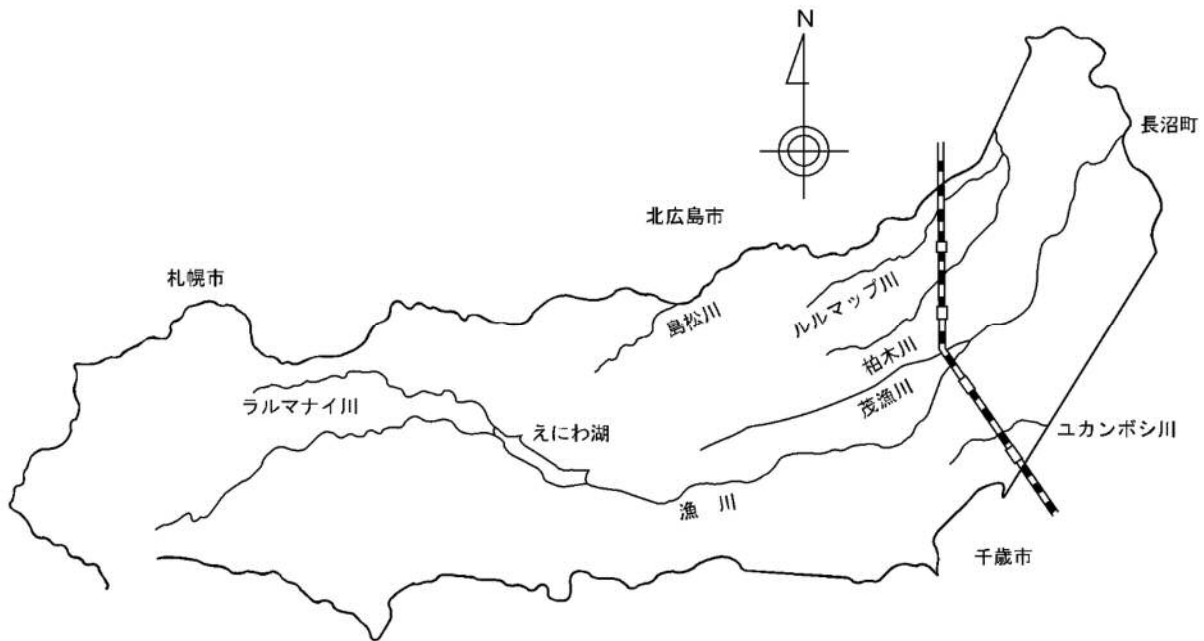 N
長沼町
北広島市
札幌市
ルルマップ川
島松川
柏木川
茂漁川
ラルマナイ川
えにわ湖
ユカンボシ川
漁川
千歳市